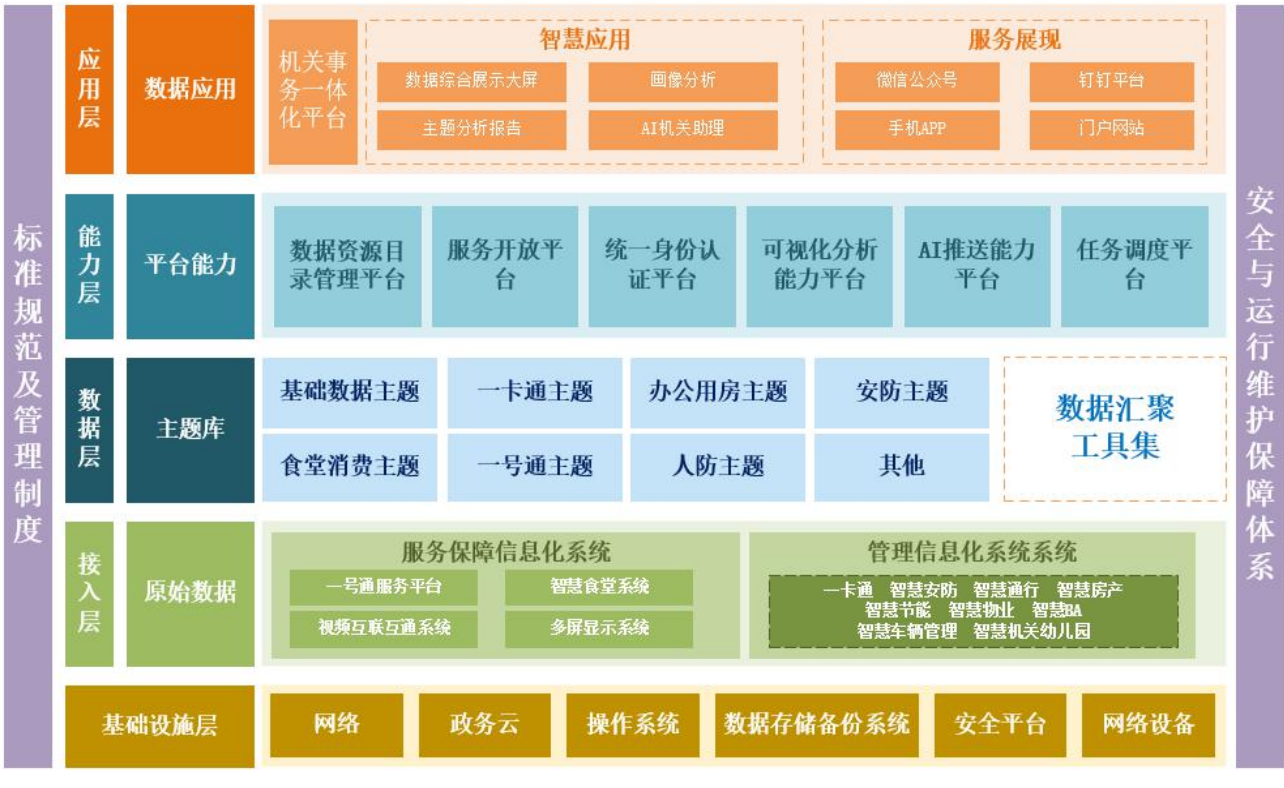 标准规范及管理制度
应用层
数据应用
机关事
务一体
化平台
智慧应用
数据综合展示大屏
画像分析
主题分析报告
AI机关助理
服务展现
微信公众号
钉钉平台
手机APP
门户网站
能力层
平台能力
数据资源目
录管理平台
服务开放平
台
统一身份认
证平台
可视化分析
能力平台
AI推送能力
平台
任务调度平
台
数据层
主题库
基础数据主题
一卡通主题
办公用房主题
安防主题
食堂消费主题
一号通主题
人防主题
其他
数据汇聚
工具集
接入层
原始数据
服务保障信息化系统
一号通服务平台
智慧食堂系统
视频互联互通系统
多屏显示系统
管理信息化系统系统
一卡通 智慧安防 智慧通行 智慧房产
智慧节能 智慧物业 智慧BA
智慧车辆管理 智慧机关幼儿园
基础设施层
网络
政务云
操作系统
数据存储备份系统
安全平台
网络设备
安全与运行维护保障体系